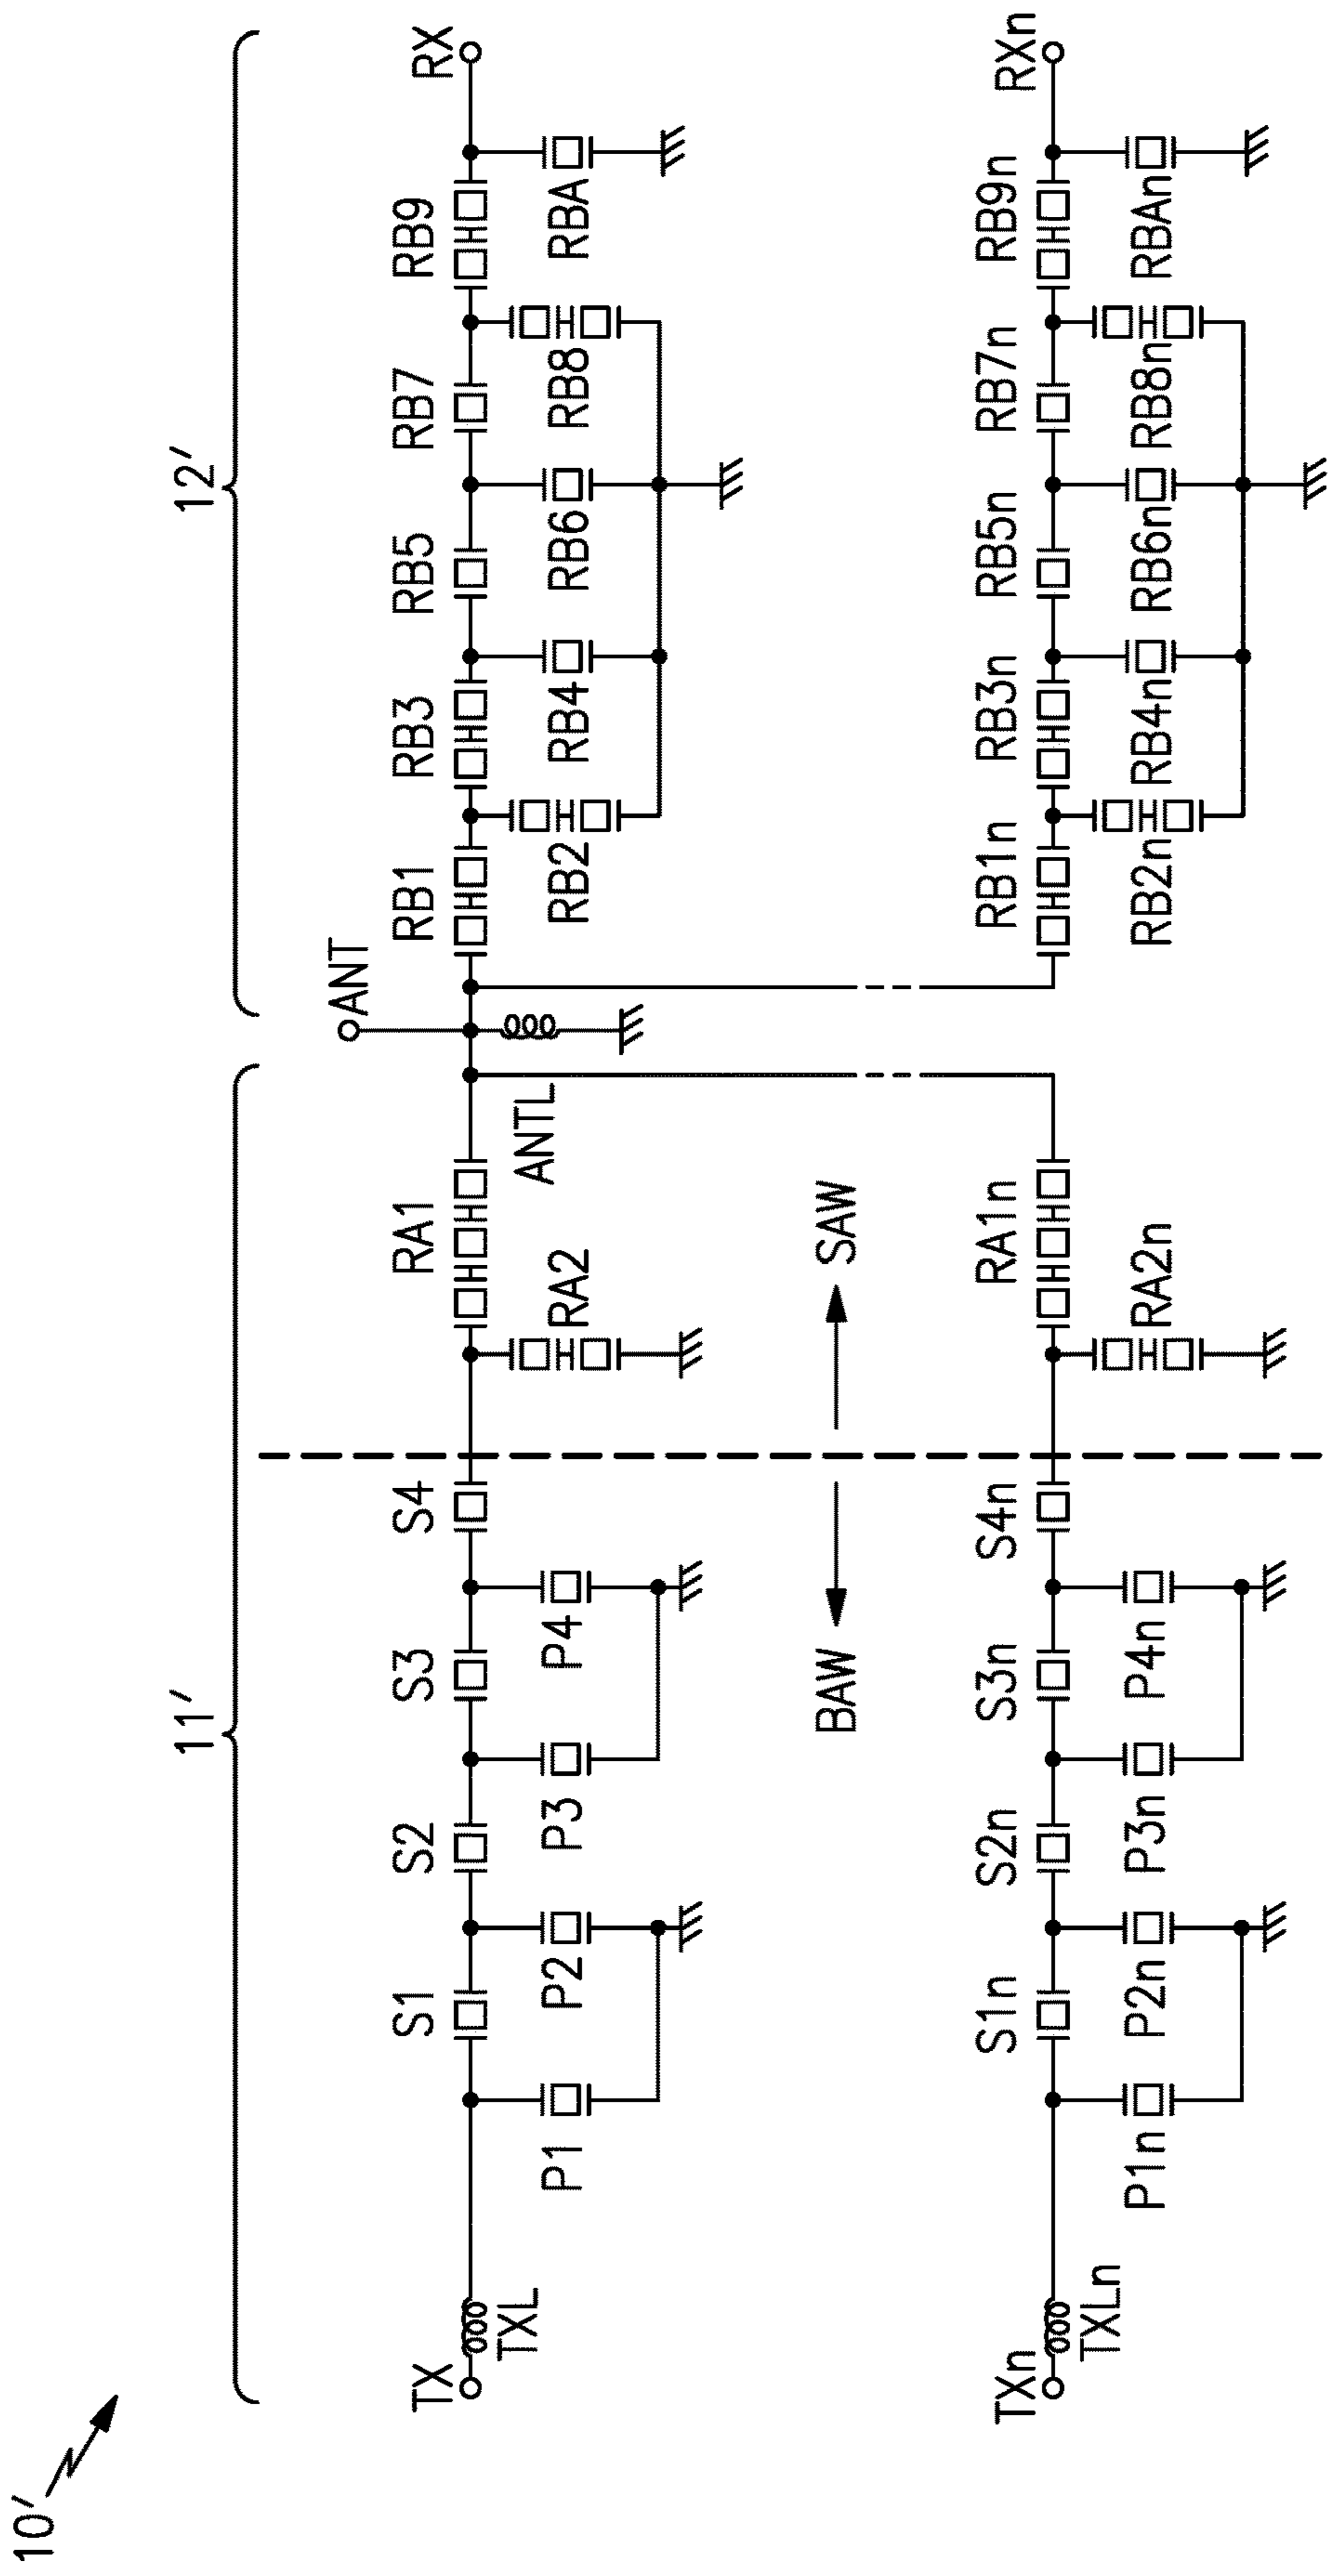 10′
11′
12′
TX
TXL
P1
S1
P2
S2
P3
S3
P4
S4
RA2
RA1
ANTL
ANT
RB1
RB2
RB3
RB4
RB5
RB6
RB7
RB8
RB9
RBA
RX
BAW
SAW
TXn
TXLn
P1n
S1n
P2n
S2n
P3n
S3n
P4n
S4n
RA2n
RA1n
RB1n
RB2n
RB3n
RB4n
RB5n
RB6n
RB7n
RB8n
RB9n
RBAn
RXn